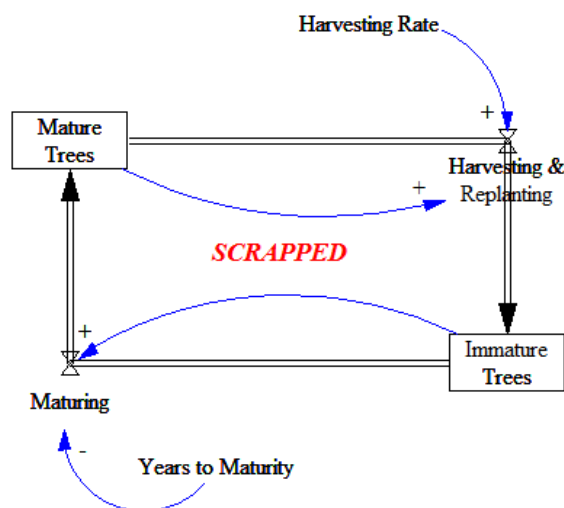 Harvesting Rate
+
Mature
Trees
Harvesting &
Replanting
+
SCRAPPED
+
Immature
Trees
Maturing
-
Years to Maturity